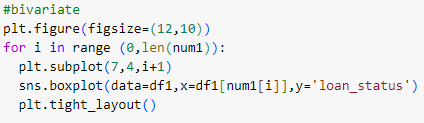 #bivariate
plt.figure(figsize=(12,10))
for i in range (0,len(num1)):
  plt.subplot(7,4,i+1)
  sns.boxplot(data=df1,x=df1[num1[i]],y='loan_status')
  plt.tight_layout()